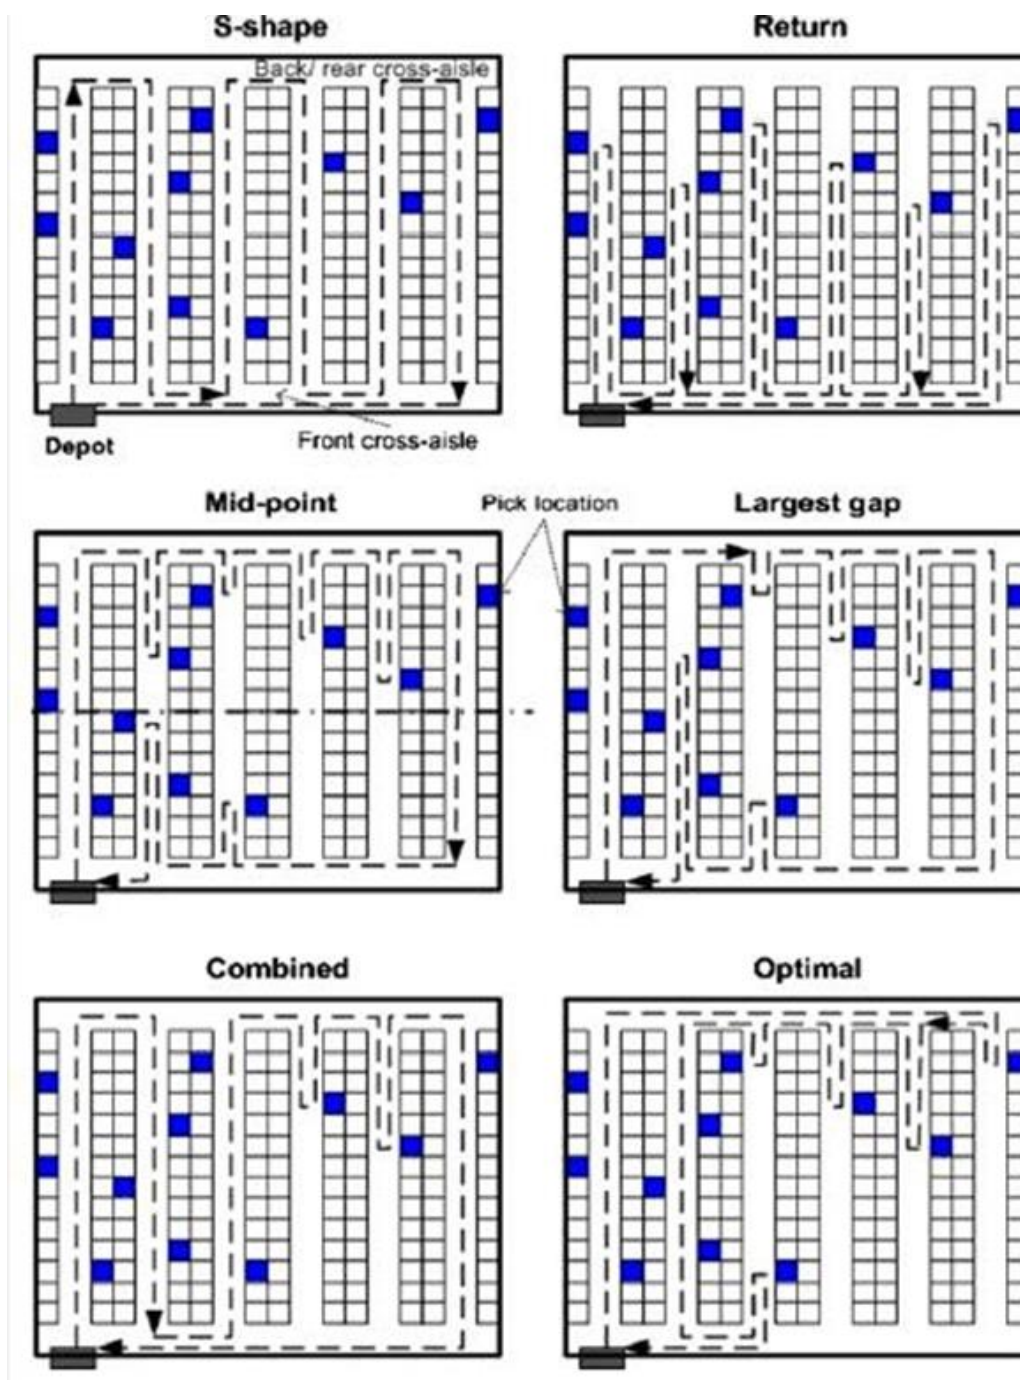 S-shape
Return
Back/ rear cross-aisle
Depot
Front cross-aisle
Mid-point
Pick location
Largest gap
Combined
Optimal